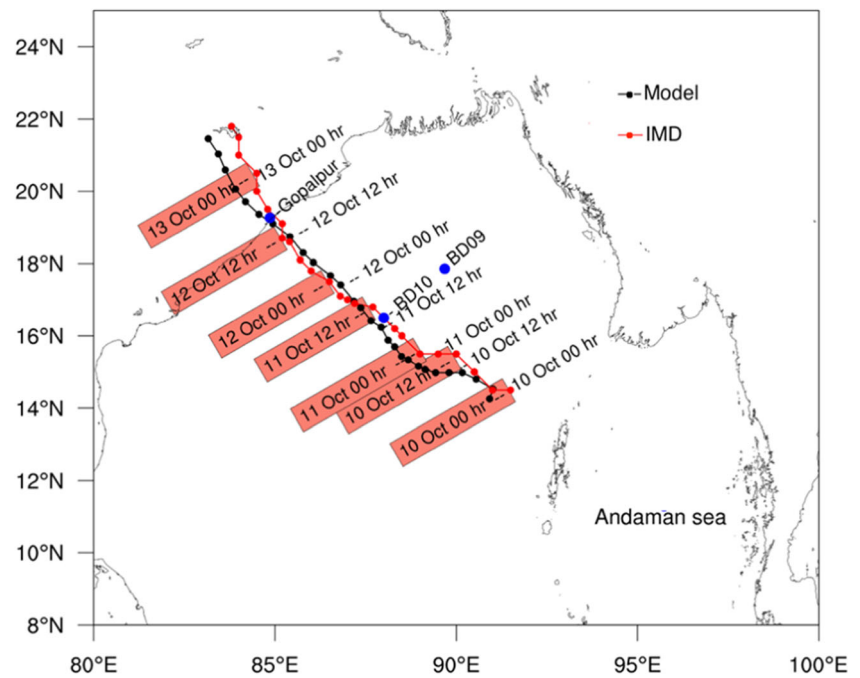 24°N
22°N
20°N
18°N
16°N
14°N
12°N
10°N
8°N
80°E
85°E
90°E
95°E
100°E
Model
IMD
13 Oct 00 hr
13 Oct 00 hr
Gopalpur
12 Oct 12 hr
12 Oct 12 hr
12 Oct 00 hr
12 Oct 00 hr
BD09
BD10
11 Oct 12 hr
11 Oct 12 hr
11 Oct 00 hr
11 Oct 00 hr
10 Oct 12 hr
10 Oct 12 hr
10 Oct 00 hr
10 Oct 00 hr
Andaman sea